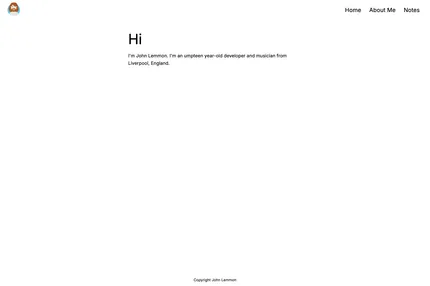 Home About Me Notes
Hi
I'm John Lemmon. I'm an umpteen year-old developer and musician from
Liverpool, England.
Copyright John Lemmon